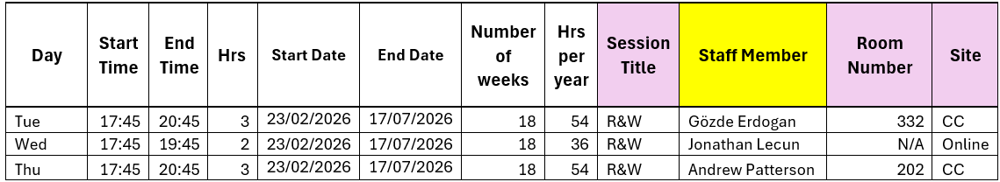 Day Start Time End Time Hrs Start Date End Date Number of weeks Hrs per year Session Title Staff Member Room Number Site
Tue 17:45 20:45 3 23/02/2026 17/07/2026 18 54 R&W Gözde Erdogan 332 CC
Wed 17:45 19:45 2 23/02/2026 17/07/2026 18 36 R&W Jonathan Lecun N/A Online
Thu 17:45 20:45 3 23/02/2026 17/07/2026 18 54 R&W Andrew Patterson 202 CC